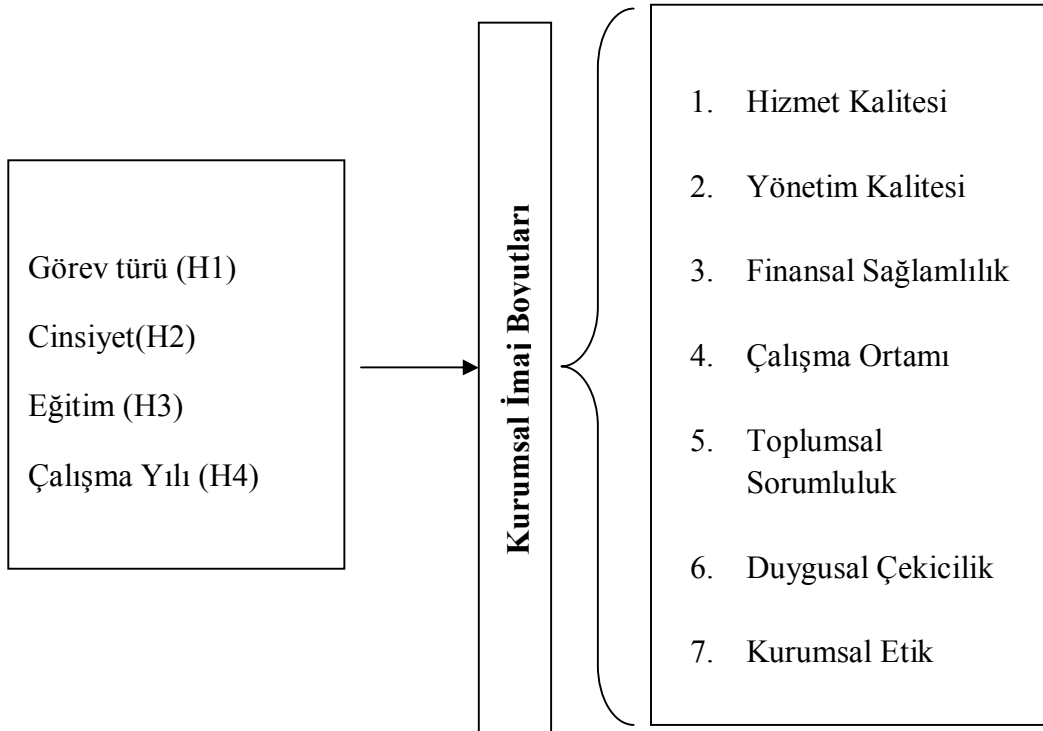 Görev türü (H1)
Cinsiyet(H2)
Eğitim (H3)
Çalışma Yılı (H4)
Kurumsal İmaj Boyutları
1. Hizmet Kalitesi
2. Yönetim Kalitesi
3. Finansal Sağlamlılık
4. Çalışma Ortamı
5. Toplumsal
Sorumluluk
6. Duygusal Çekicilik
7. Kurumsal Etik